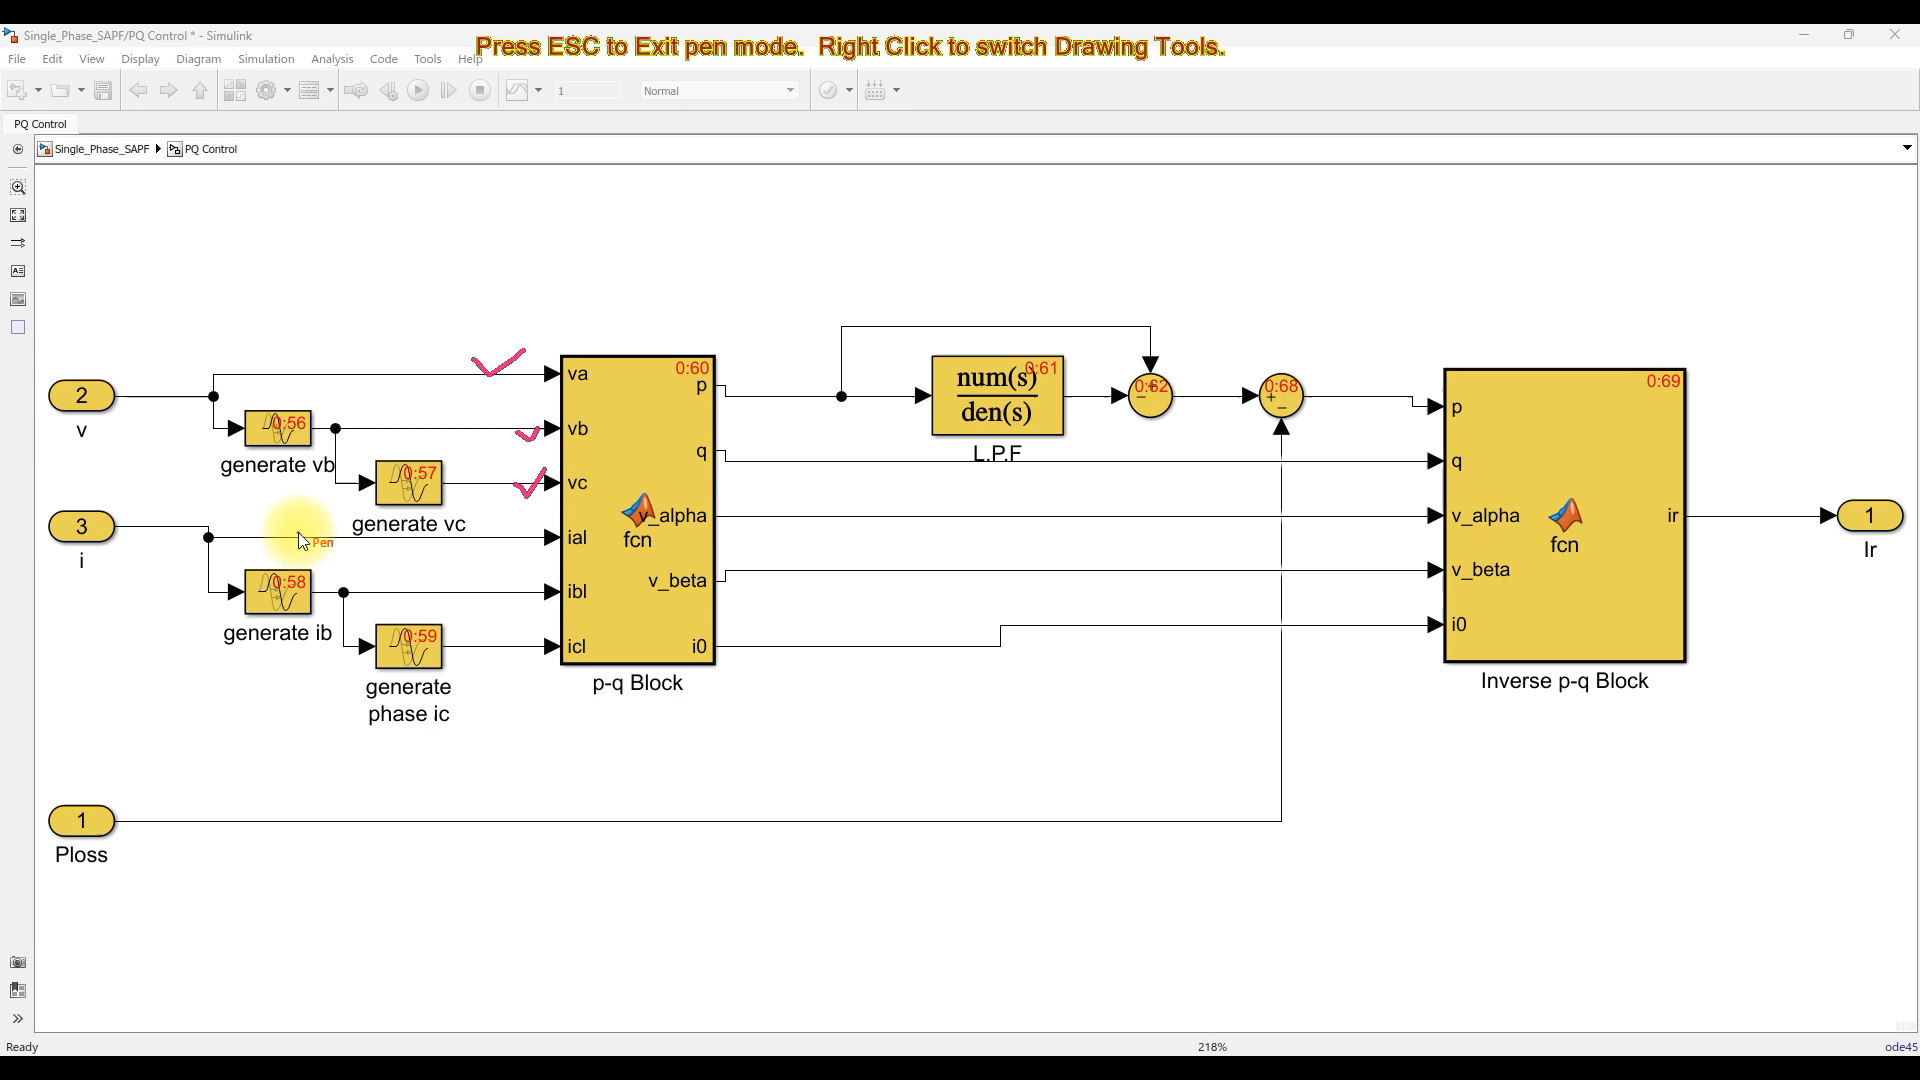 Single_Phase_SAPF/PQ Control * - Simulink
Press ESC to Exit pen mode. Right Click to switch Drawing Tools.
File Edit View Display Diagram Simulation Analysis Code Tools Help
1
Normal
PQ Control
Single_Phase_SAPF
PQ Control
2
v
0:56
generate vb
0:57
generate vc
3
i
Pen
0:58
generate ib
0:59
generate
phase ic
va
vb
vc
ial
ibl
icl
0:60
p
q
v_alpha
v_beta
i0
fcn
p-q Block
num(s)
den(s)
0:61
L.P.F
0:62
+
−
0:68
+
−
0:69
p
q
v_alpha
v_beta
i0
fcn
ir
Inverse p-q Block
1
Ir
1
Ploss
Ready
218%
ode45